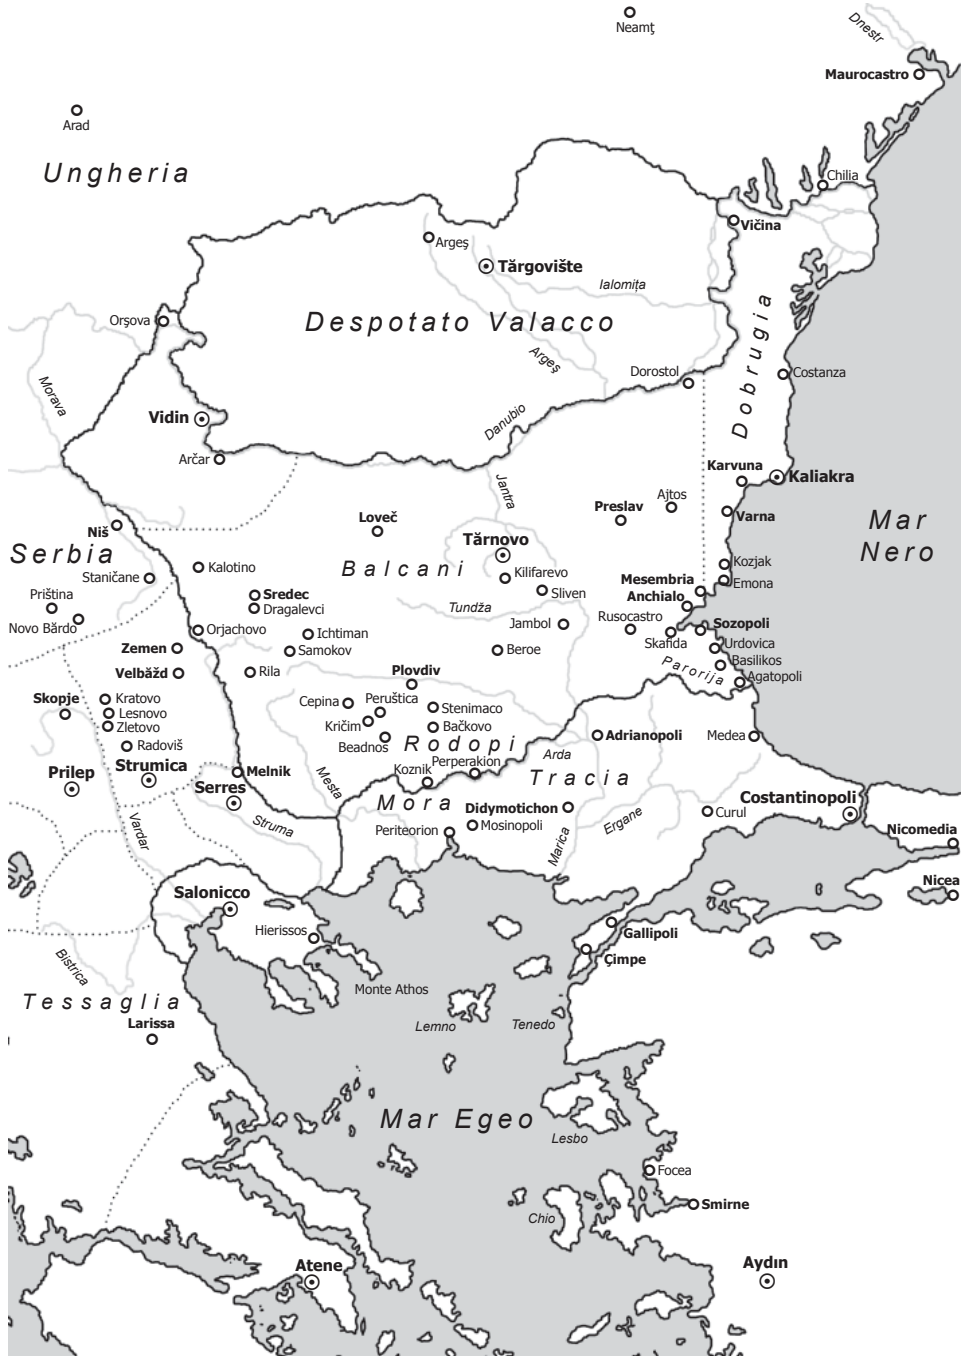 Neamţ
Dnestr
Maurocastro
Arad
Ungheria
Chilia
Vičina
Argeş
Tărgovište
Ialomiţa
Orşova
Despotato Valacco
Dobrugia
Argeş
Dorostol
Costanza
Morava
Vidin
Danubio
Arčar
Karvuna
Kaliakra
Jantra
Ajtos
Preslav
Loveč
Varna
Mar
Nero
Niš
Tărnovo
Serbia
Kozjak
Kalotino
Balcani
Staničane
Kilifarevo
Mesembria
Emona
Priština
Sredec
Sliven
Anchialo
Dragalevci
Tundža
Novo Bărdo
Jambol
Rusocastro
Sozopoli
Orjachovo
Ichtiman
Skafida
Urdovica
Zemen
Samokov
Beroe
Basilikos
Velbăžd
Rila
Parorija
Agatopoli
Plovdiv
Skopje
Kratovo
Cepina
Peruštica
Stenimaco
Lesnovo
Zletovo
Kričim
Bačkovo
Adrianopoli
Medea
Radoviš
Beadnos
Rodopi
Arda
Perperakion
Prilep
Strumica
Melnik
Koznik
Tracia
Serres
Mesta
Mora
Didymotichon
Costantinopoli
Curul
Vardar
Struma
Periteorion
Mosinopoli
Marica
Ergane
Nicomedia
Nicea
Salonicco
Hierissos
Gallipoli
Çimpe
Bistrica
Monte Athos
Tessaglia
Larissa
Lemno
Tenedo
Mar Egeo
Lesbo
Focea
Chio
Smirne
Atene
Aydın